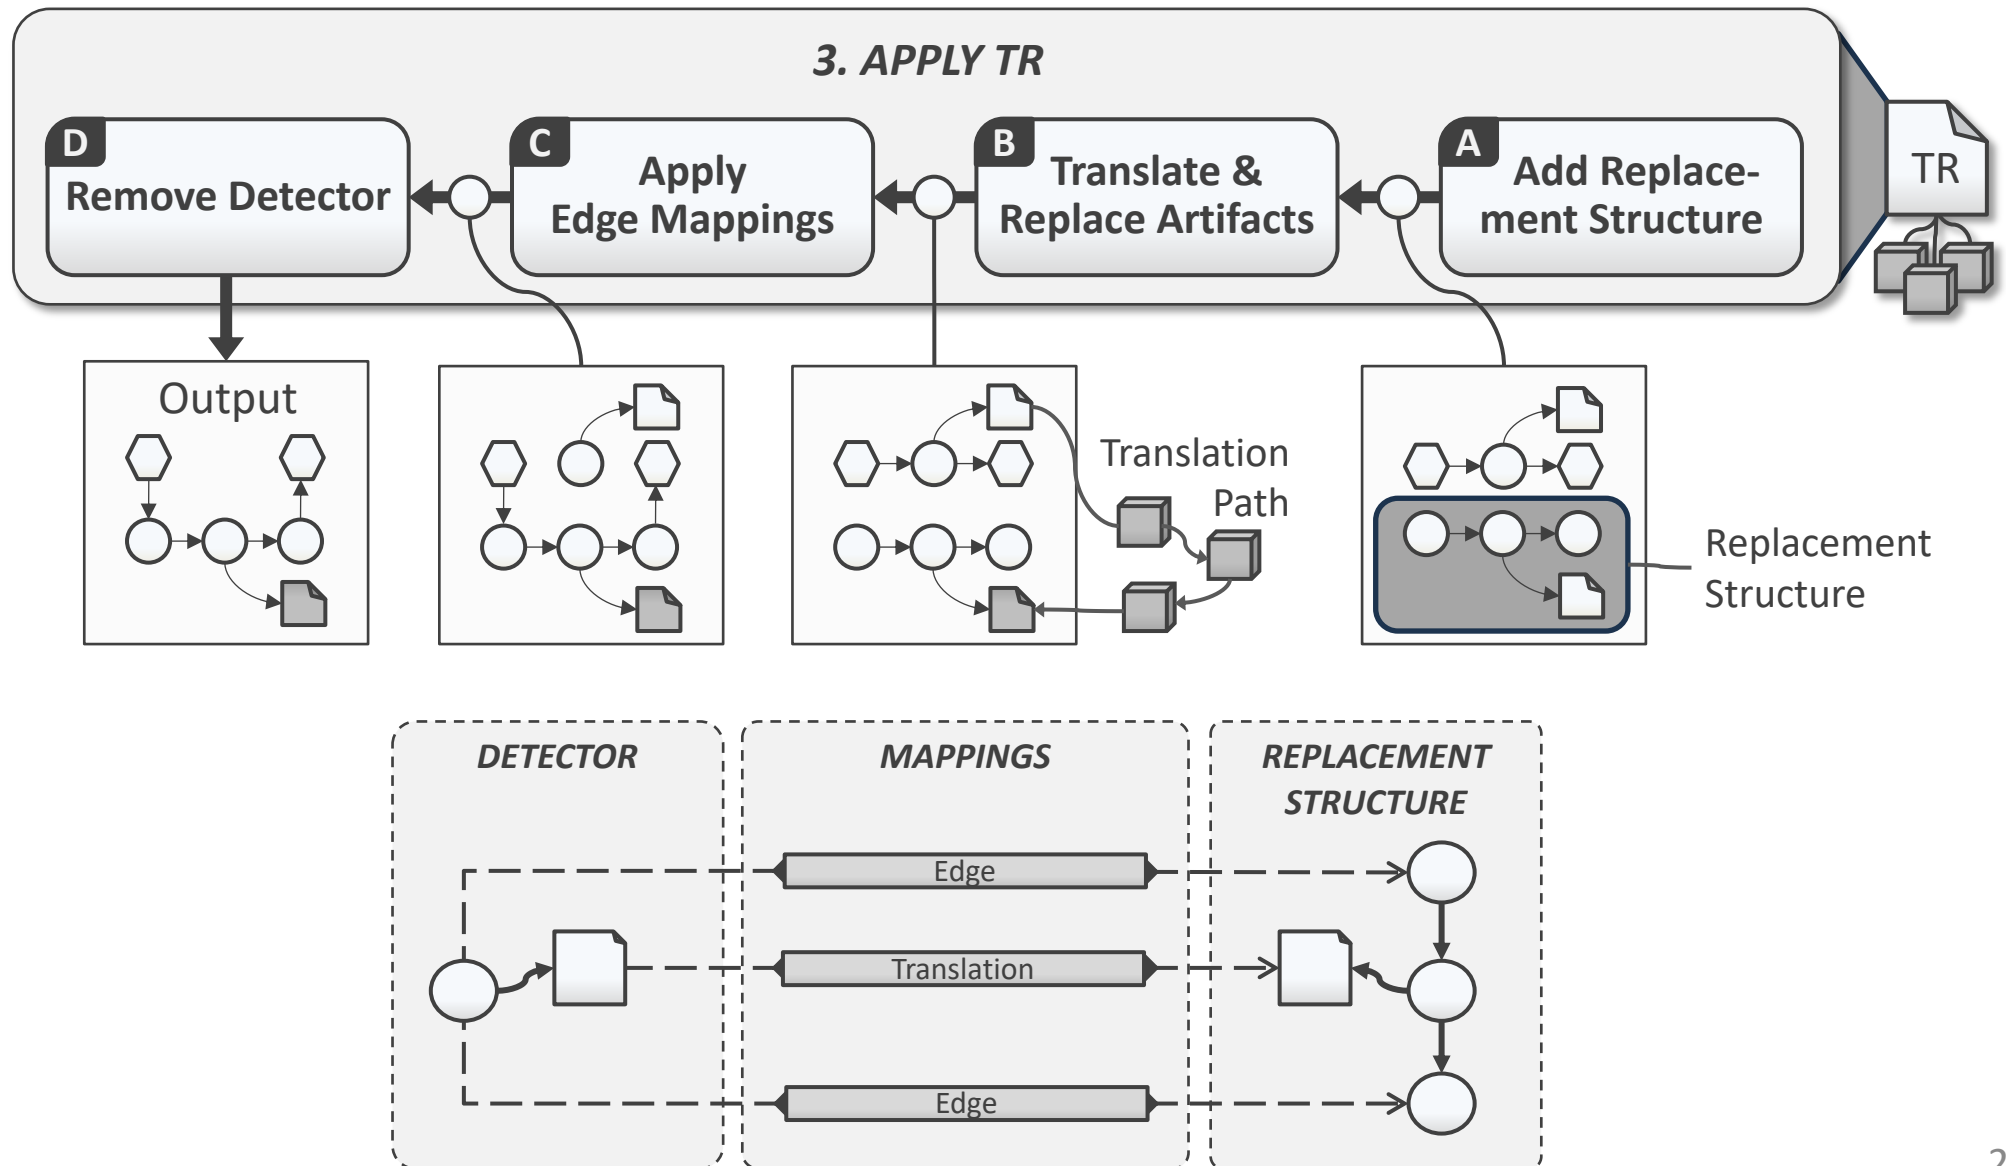 3. APPLY TR
D
Remove Detector
C
Apply
Edge Mappings
B
Translate &
Replace Artifacts
A
Add Replace-
ment Structure
TR
Output
Translation
Path
Replacement
Structure
DETECTOR
MAPPINGS
REPLACEMENT
STRUCTURE
Edge
Translation
Edge